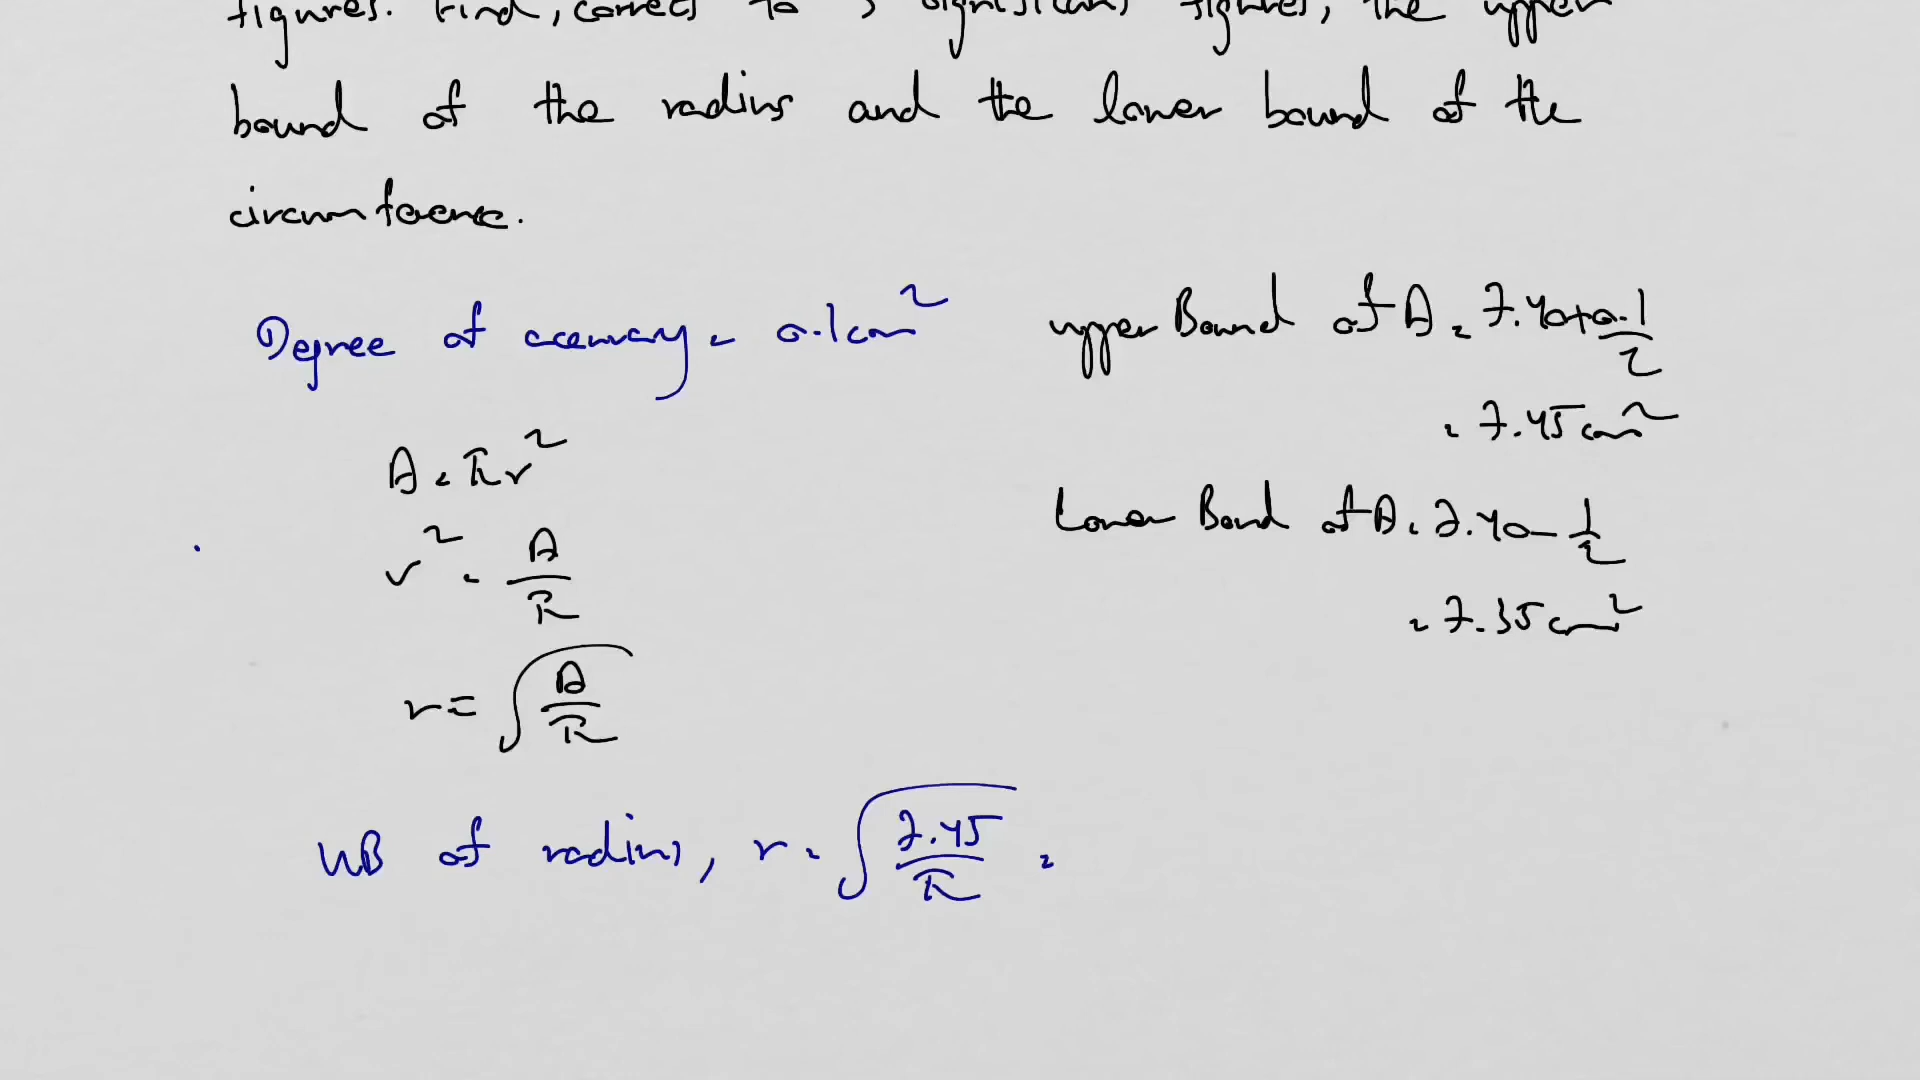 figures. Find, correct to 3 significant figures, the upper
bound of the radius and the lower bound of the
circumference.
Degree of accuracy = 0.1cm²
A = πr²
r² = A/π
r = √(A/π)
upper Bound of A = 7.40+0.1/2
= 7.45cm²
Lower Bond of A = 7.40-1/2
= 7.35cm²
UB of radius, r = √(7.45/π) =